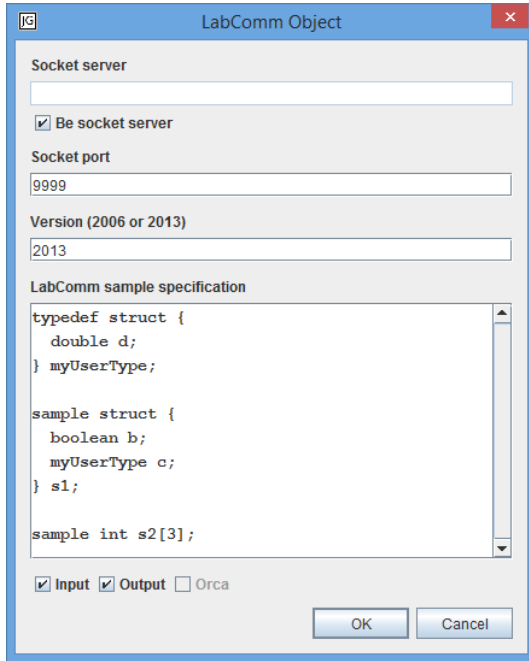 JG LabComm Object
Socket server
Be socket server
Socket port
9999
Version (2006 or 2013)
2013
LabComm sample specification
typedef struct {
  double d;
} myUserType;

sample struct {
  boolean b;
  myUserType c;
} s1;

sample int s2[3];
Input Output Orca
OK Cancel